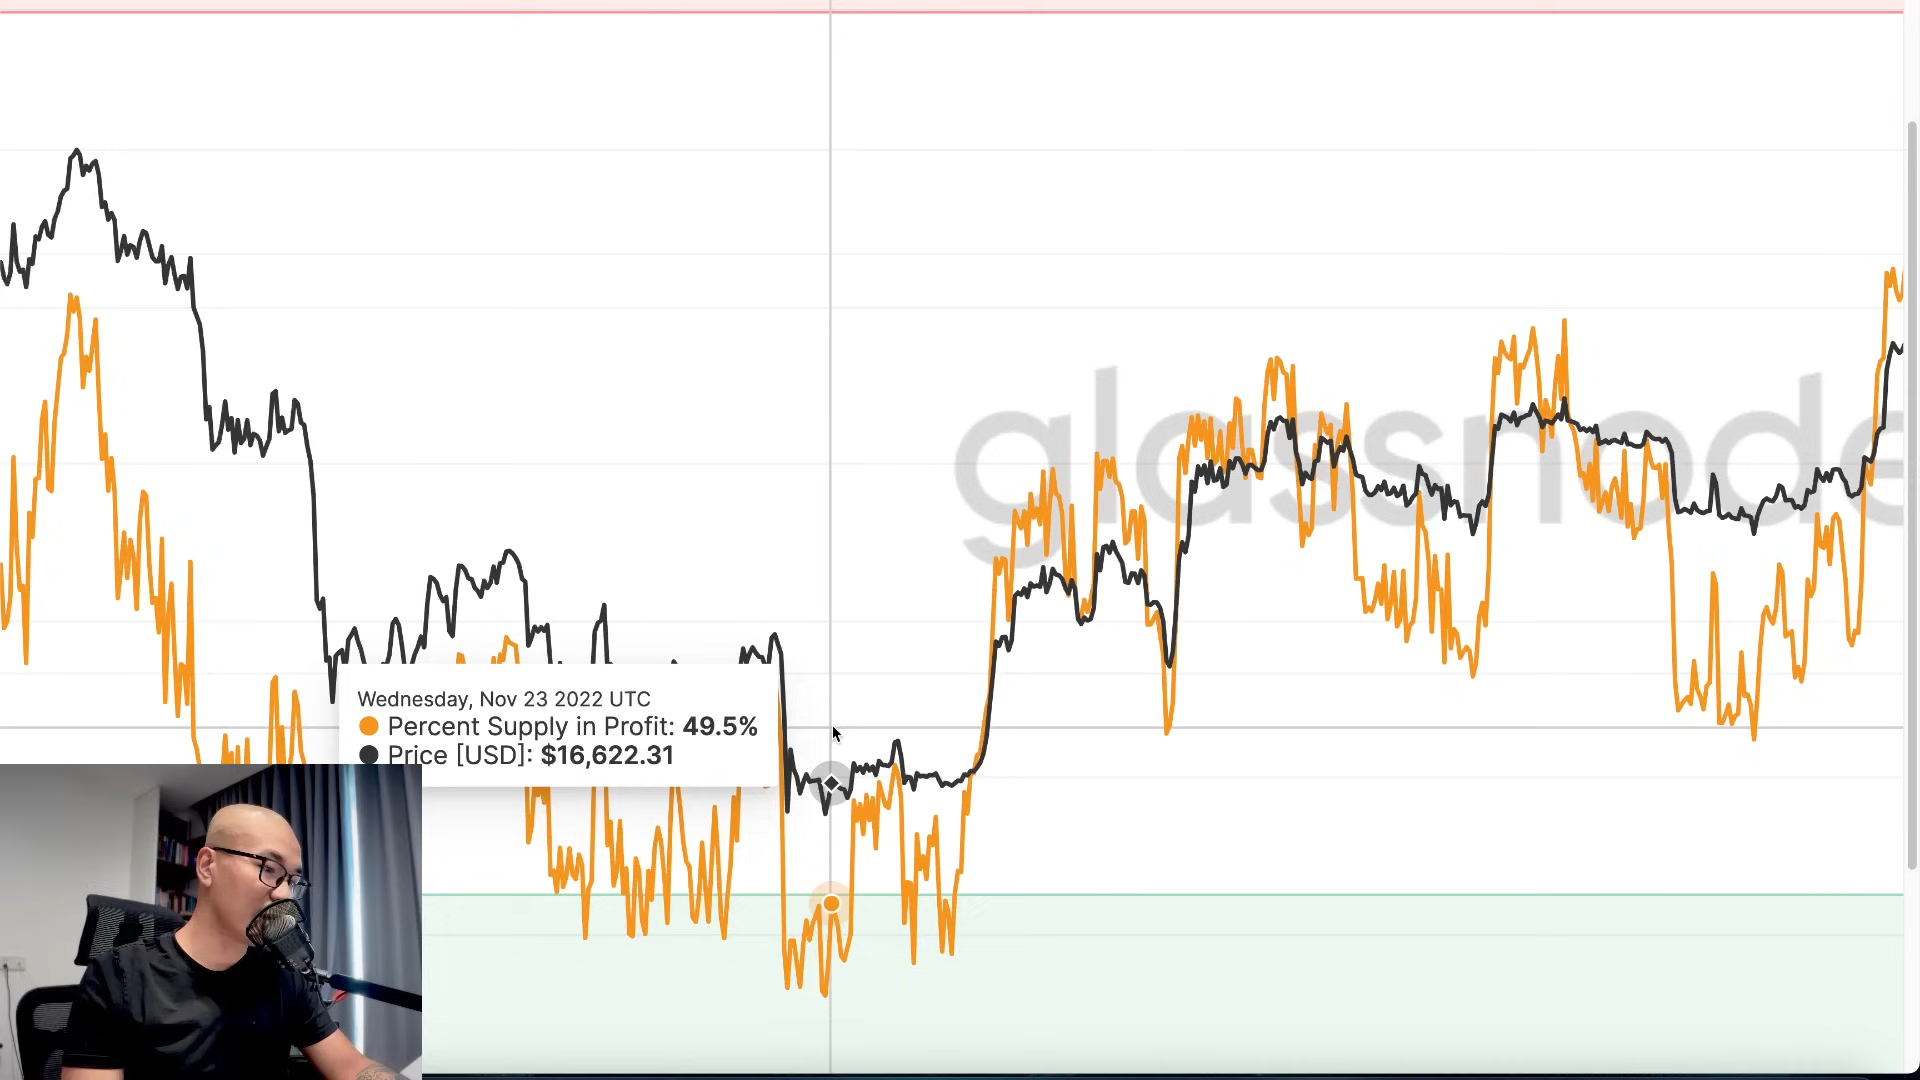 glassnode
Wednesday, Nov 23 2022 UTC
Percent Supply in Profit: 49.5%
Price [USD]: $16,622.31